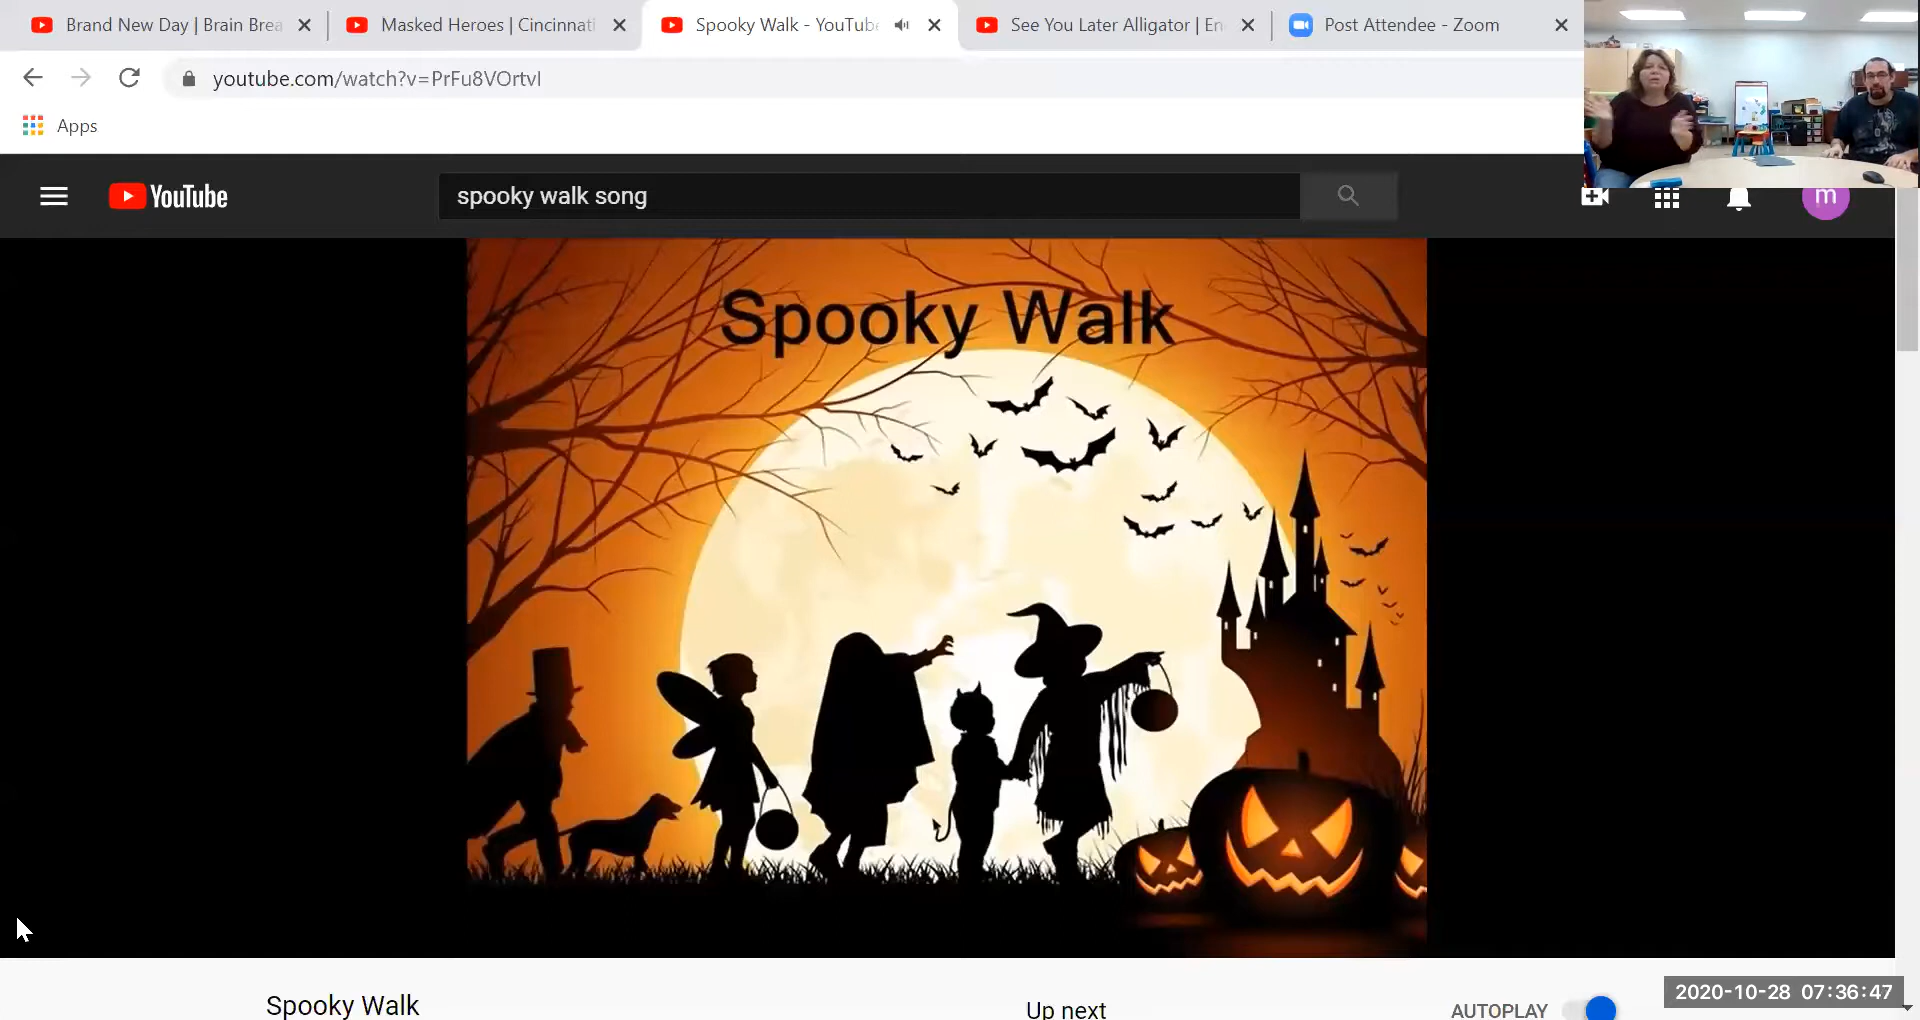 Brand New Day | Brain Brea
Masked Heroes | Cincinnati
Spooky Walk - YouTube
See You Later Alligator | En
Post Attendee - Zoom
youtube.com/watch?v=PrFu8VOrtvI
Apps
YouTube
spooky walk song
m
Spooky Walk
Spooky Walk
Up next
AUTOPLAY
2020-10-28 07:36:47